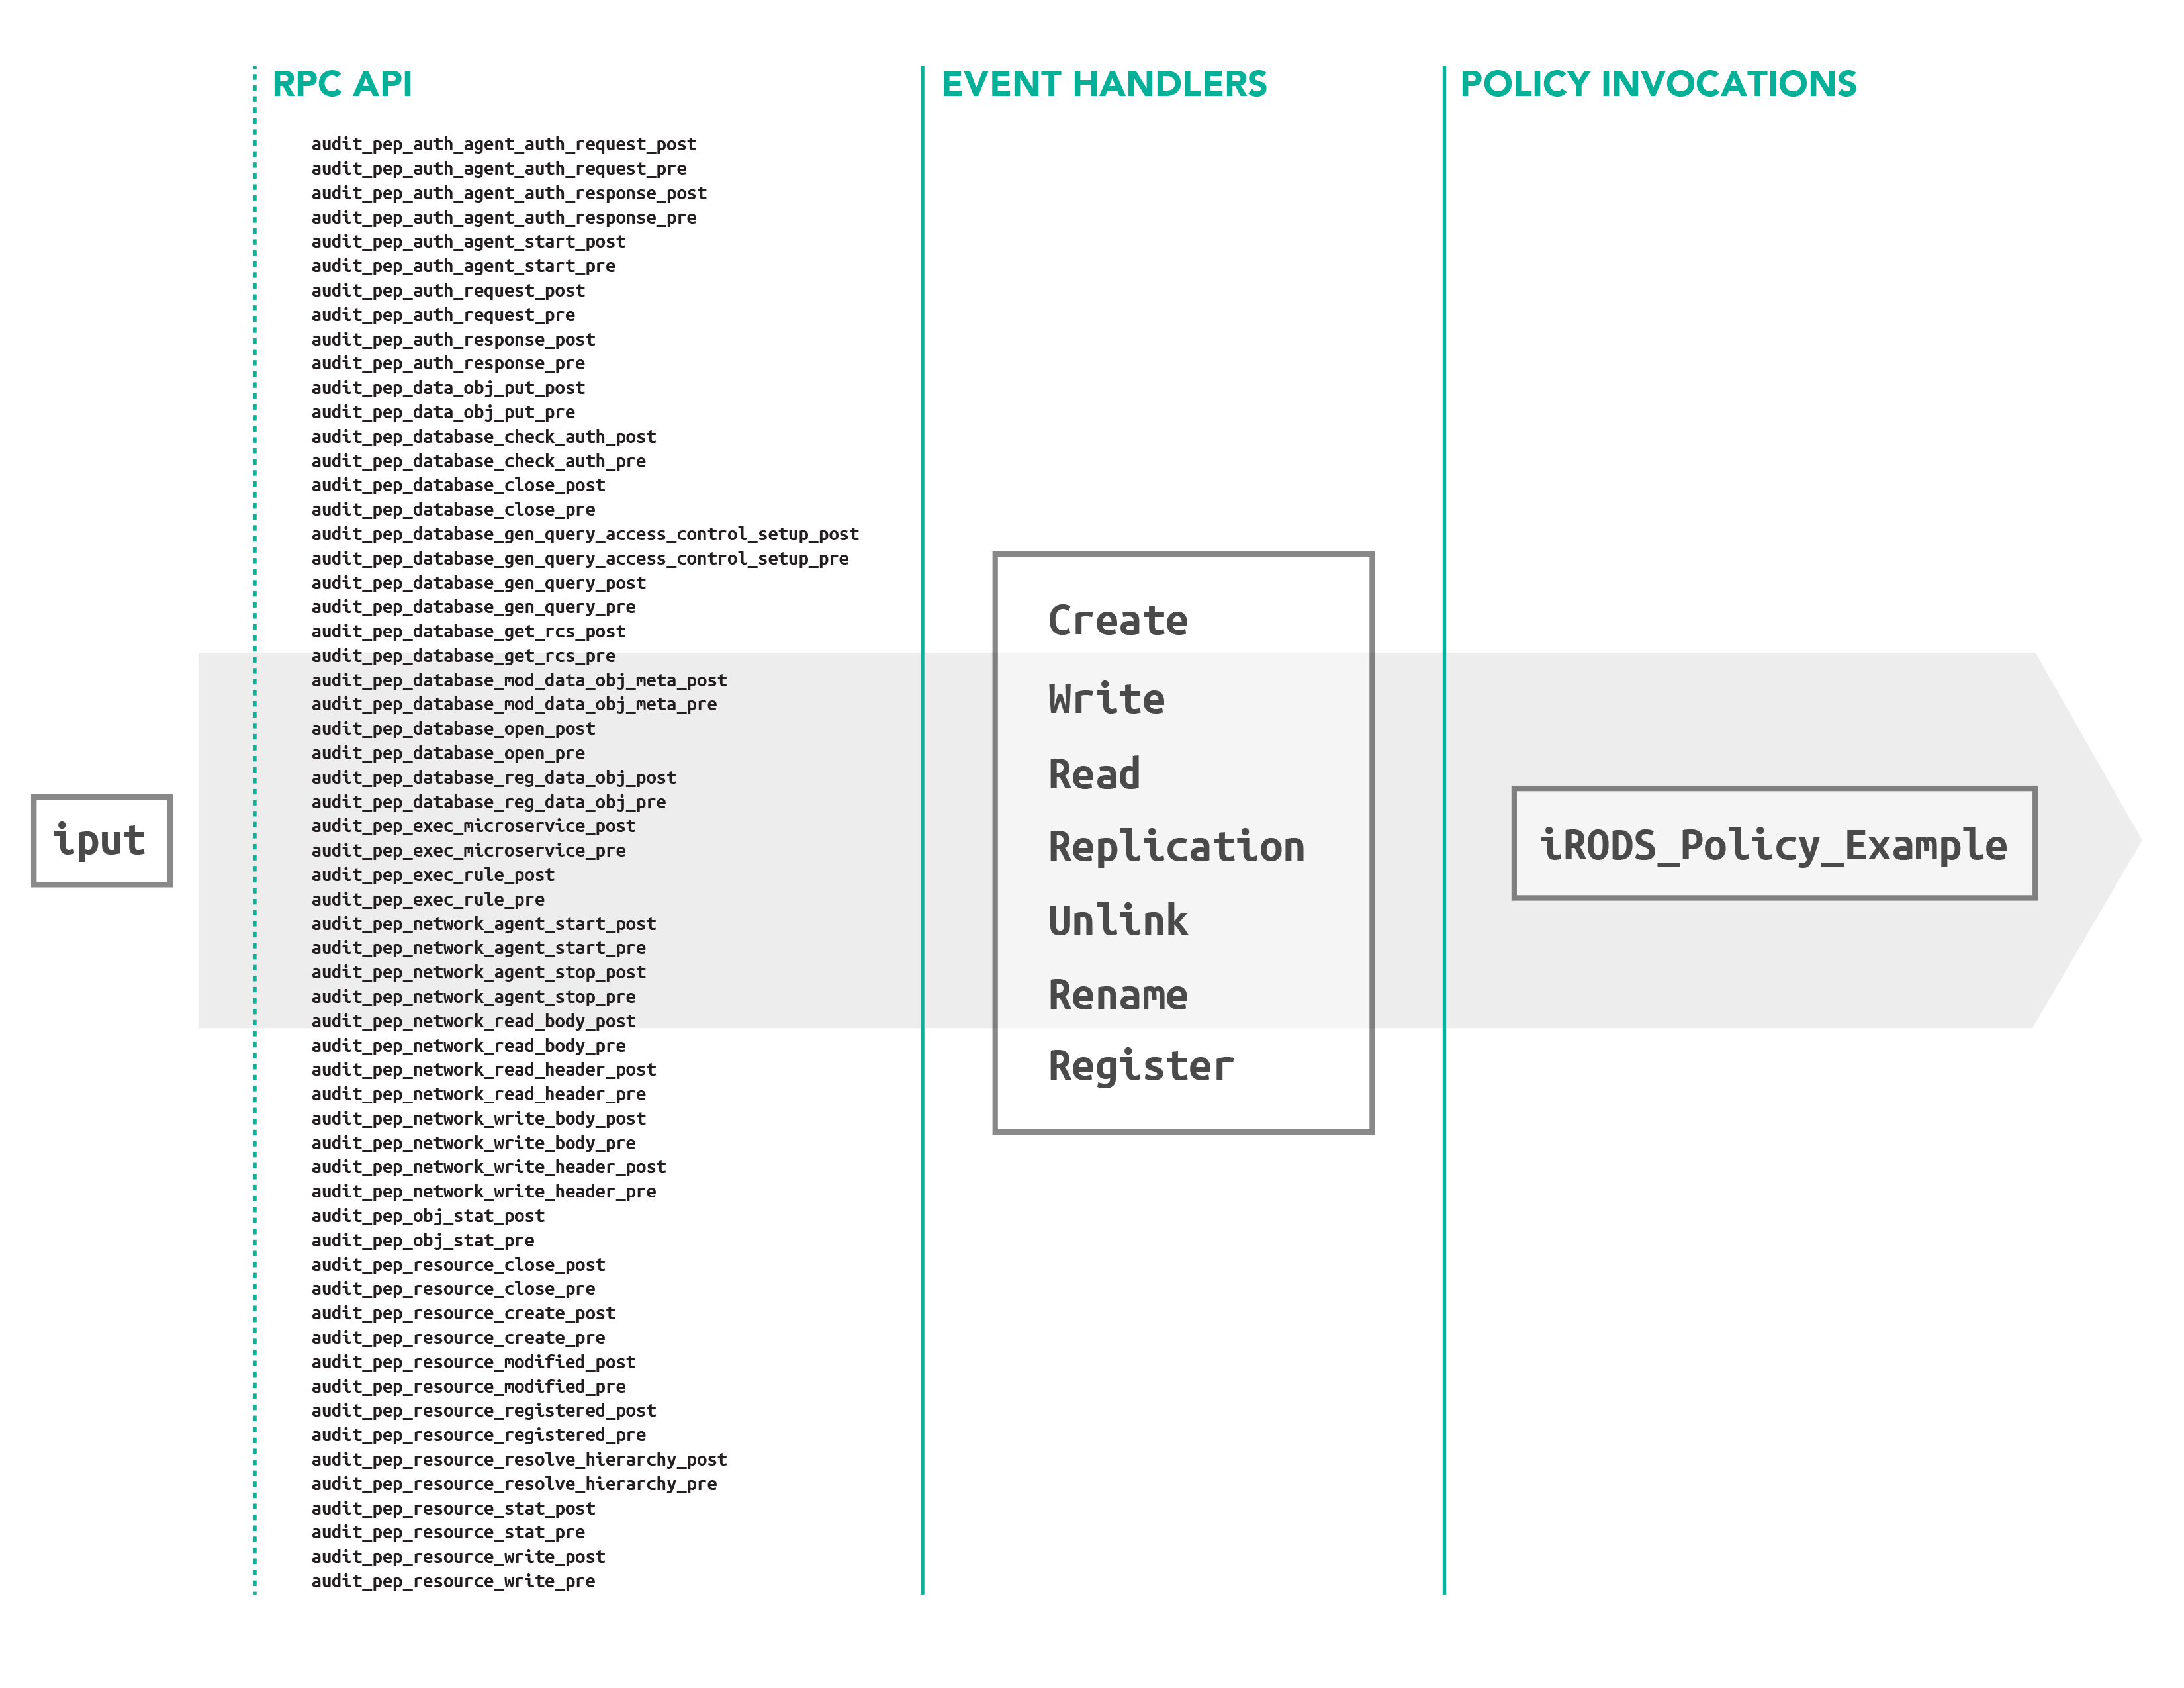 RPC API
EVENT HANDLERS
POLICY INVOCATIONS
iput
audit_pep_auth_agent_auth_request_post
audit_pep_auth_agent_auth_request_pre
audit_pep_auth_agent_auth_response_post
audit_pep_auth_agent_auth_response_pre
audit_pep_auth_agent_start_post
audit_pep_auth_agent_start_pre
audit_pep_auth_request_post
audit_pep_auth_request_pre
audit_pep_auth_response_post
audit_pep_auth_response_pre
audit_pep_data_obj_put_post
audit_pep_data_obj_put_pre
audit_pep_database_check_auth_post
audit_pep_database_check_auth_pre
audit_pep_database_close_post
audit_pep_database_close_pre
audit_pep_database_gen_query_access_control_setup_post
audit_pep_database_gen_query_access_control_setup_pre
audit_pep_database_gen_query_post
audit_pep_database_gen_query_pre
audit_pep_database_get_rcs_post
audit_pep_database_get_rcs_pre
audit_pep_database_mod_data_obj_meta_post
audit_pep_database_mod_data_obj_meta_pre
audit_pep_database_open_post
audit_pep_database_open_pre
audit_pep_database_reg_data_obj_post
audit_pep_database_reg_data_obj_pre
audit_pep_exec_microservice_post
audit_pep_exec_microservice_pre
audit_pep_exec_rule_post
audit_pep_exec_rule_pre
audit_pep_network_agent_start_post
audit_pep_network_agent_start_pre
audit_pep_network_agent_stop_post
audit_pep_network_agent_stop_pre
audit_pep_network_read_body_post
audit_pep_network_read_body_pre
audit_pep_network_read_header_post
audit_pep_network_read_header_pre
audit_pep_network_write_body_post
audit_pep_network_write_body_pre
audit_pep_network_write_header_post
audit_pep_network_write_header_pre
audit_pep_obj_stat_post
audit_pep_obj_stat_pre
audit_pep_resource_close_post
audit_pep_resource_close_pre
audit_pep_resource_create_post
audit_pep_resource_create_pre
audit_pep_resource_modified_post
audit_pep_resource_modified_pre
audit_pep_resource_registered_post
audit_pep_resource_registered_pre
audit_pep_resource_resolve_hierarchy_post
audit_pep_resource_resolve_hierarchy_pre
audit_pep_resource_stat_post
audit_pep_resource_stat_pre
audit_pep_resource_write_post
audit_pep_resource_write_pre
Create
Write
Read
Replication
Unlink
Rename
Register
iRODS_Policy_Example